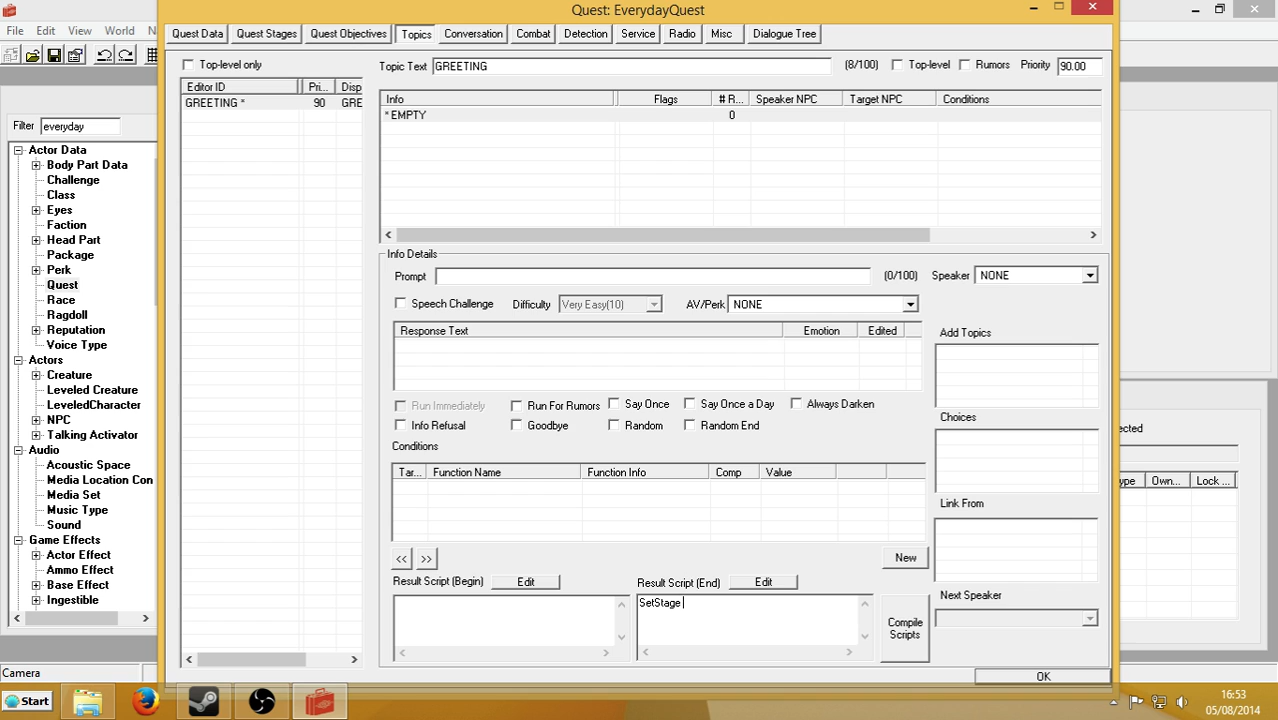 Quest: EverydayQuest
File Edit View World N
Quest Data Quest Stages Quest Objectives Topics Conversation Combat Detection Service Radio Misc Dialogue Tree
Top-level only
Topic Text GREETING (8/100) Top-level Rumors Priority 90.00
Editor ID Pri... Disp
GREETING * 90 GRE
Info Flags # R... Speaker NPC Target NPC Conditions
* EMPTY 0
Filter everyday
Actor Data
Body Part Data
Challenge
Class
Eyes
Faction
Head Part
Package
Perk
Quest
Race
Ragdoll
Reputation
Voice Type
Actors
Creature
Leveled Creature
LeveledCharacter
NPC
Talking Activator
Audio
Acoustic Space
Media Location Con
Media Set
Music Type
Sound
Game Effects
Actor Effect
Ammo Effect
Base Effect
Ingestible
Info Details
Prompt (0/100) Speaker NONE
Speech Challenge Difficulty Very Easy(10) AV/Perk NONE
Response Text Emotion Edited
Add Topics
Run Immediately Run For Rumors Say Once Say Once a Day Always Darken
Info Refusal Goodbye Random Random End
Choices
Conditions
Tar... Function Name Function Info Comp Value
Link From
<< >> New
Result Script (Begin) Edit Result Script (End) Edit
SetStage
Compile Scripts
Next Speaker
OK
ected
ype Own... Lock ...
Camera
Start
16:53
05/08/2014